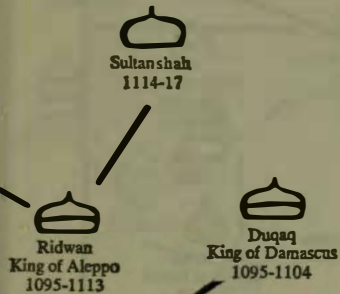 Sultanshah
1114-17
Ridwan
King of Aleppo
1095-1113
Duqaq
King of Damascus
1095-1104